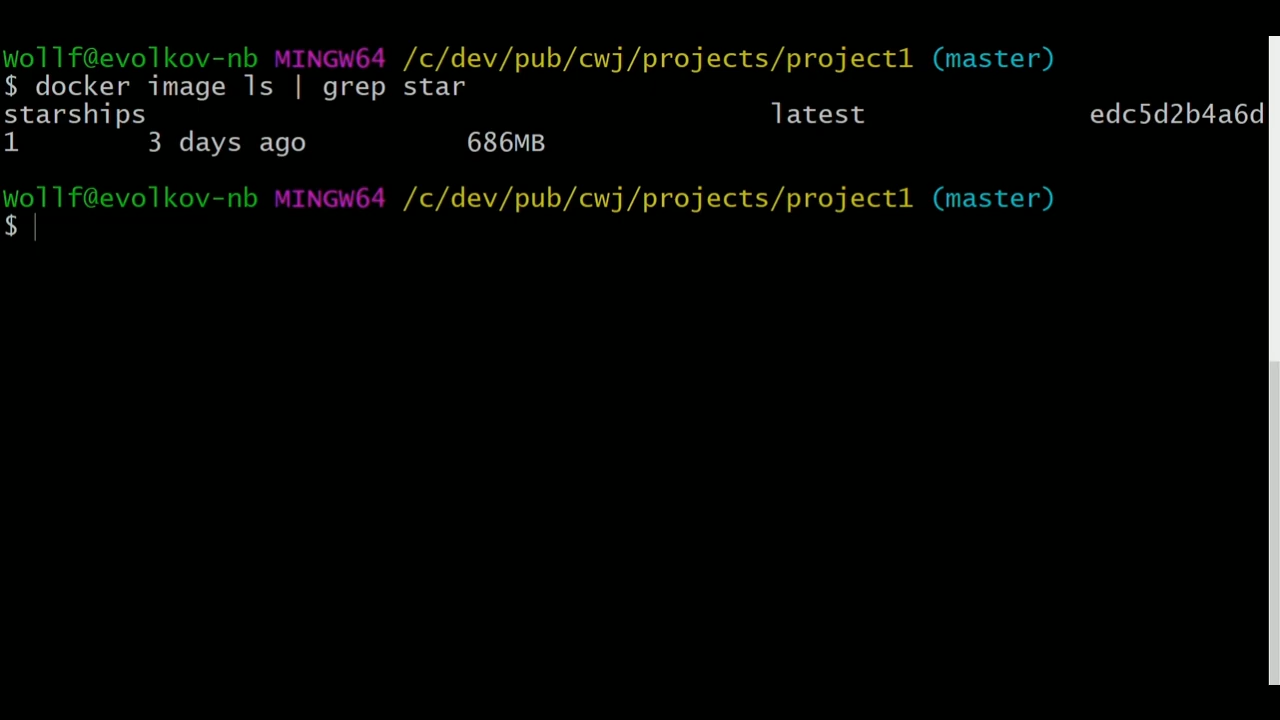 Wollf@evolkov-nb MINGW64 /c/dev/pub/cwj/projects/project1 (master)
$ docker image ls | grep star
starships latest edc5d2b4a6d
1 3 days ago 686MB
Wollf@evolkov-nb MINGW64 /c/dev/pub/cwj/projects/project1 (master)
$